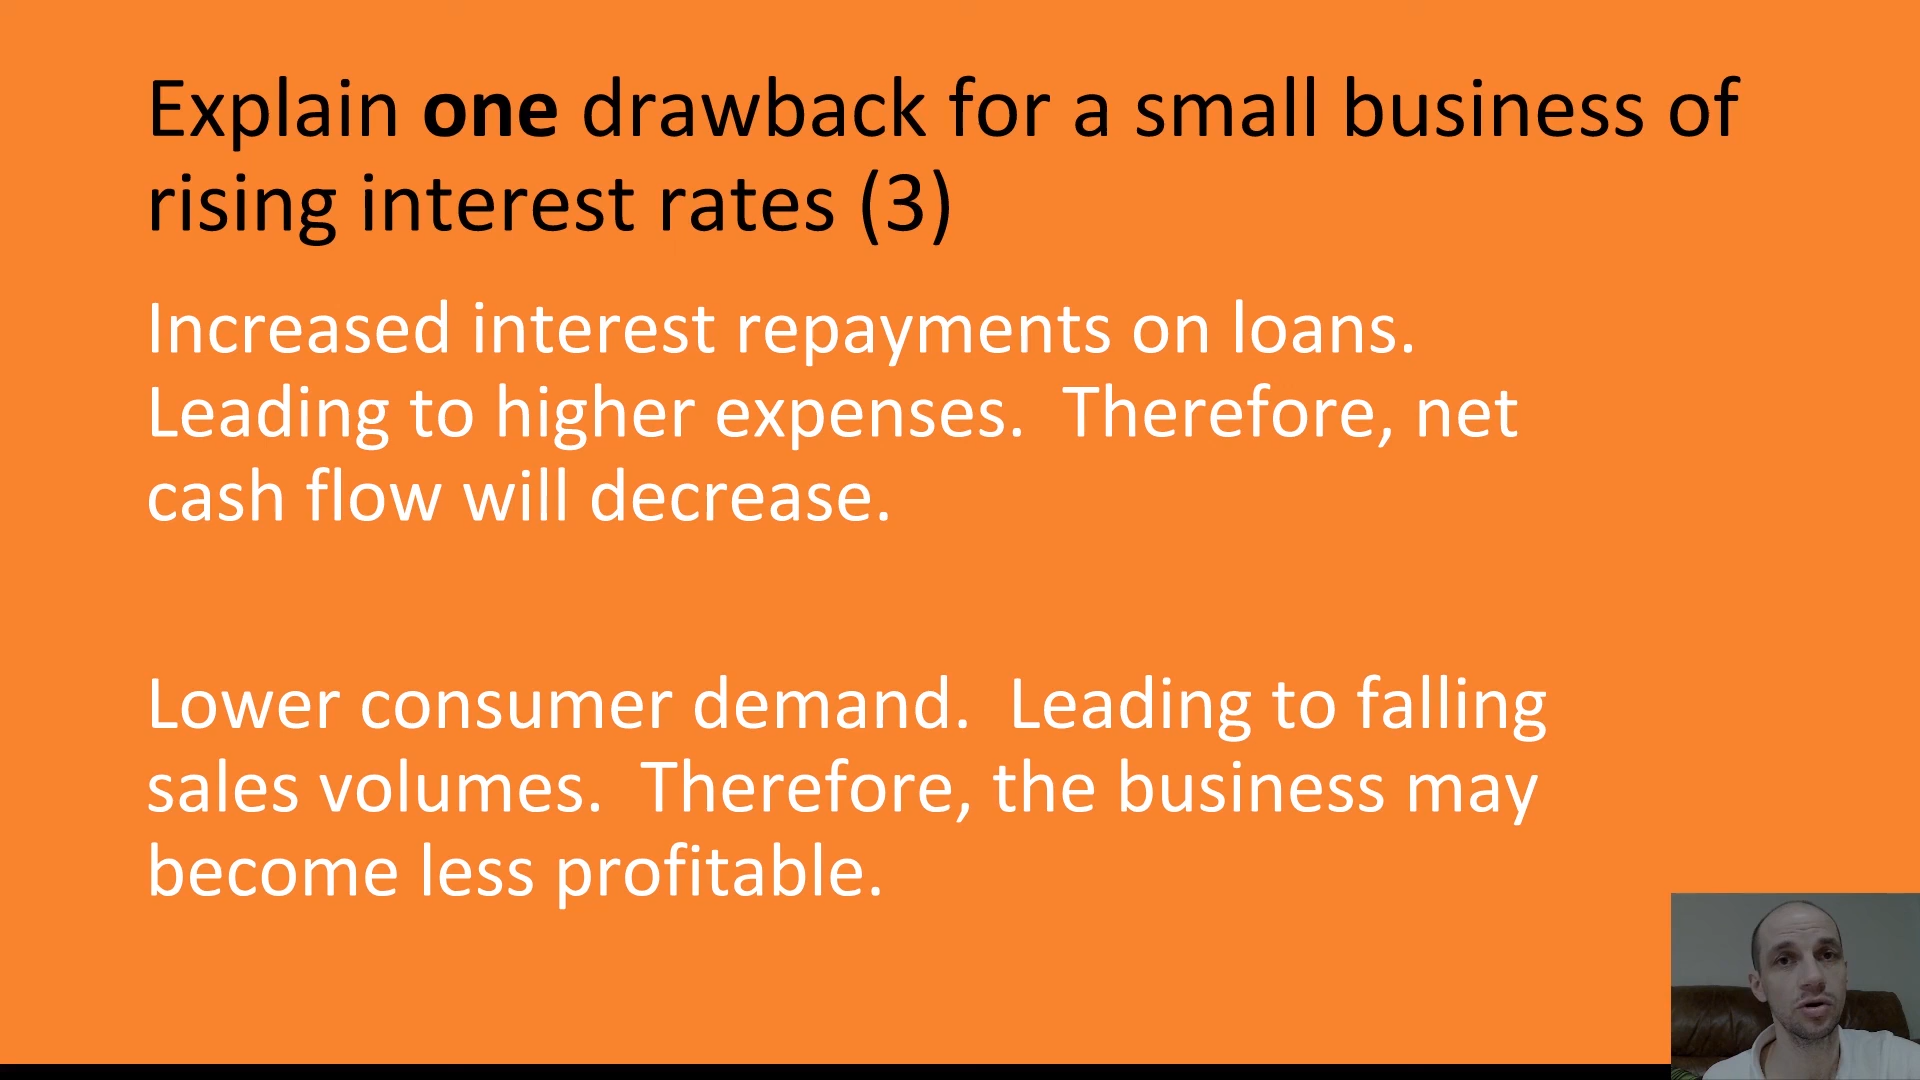 Explain one drawback for a small business of
rising interest rates (3)
Increased interest repayments on loans.
Leading to higher expenses.  Therefore, net
cash flow will decrease.
Lower consumer demand.  Leading to falling
sales volumes.  Therefore, the business may
become less profitable.